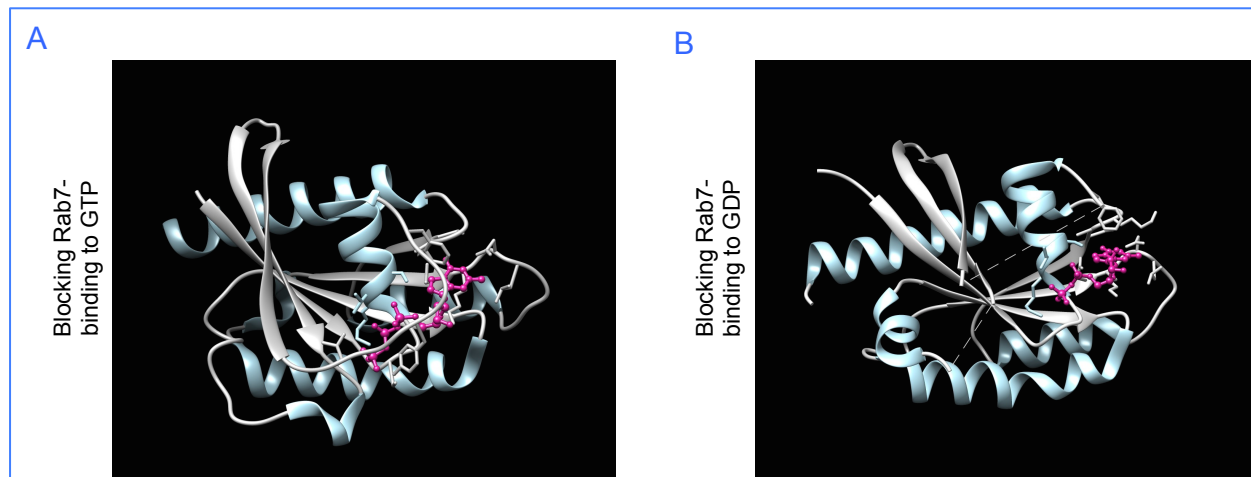 A
Blocking Rab7-
binding to GTP
B
Blocking Rab7-
binding to GDP